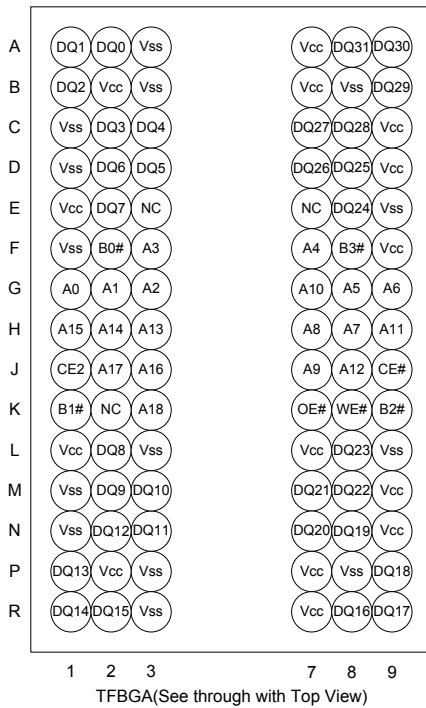 A DQ1 DQ0 Vss Vcc DQ31 DQ30
B DQ2 Vcc Vss Vcc Vss DQ29
C Vss DQ3 DQ4 DQ27 DQ28 Vcc
D Vss DQ6 DQ5 DQ26 DQ25 Vcc
E Vcc DQ7 NC NC DQ24 Vss
F Vss B0# A3 A4 B3# Vcc
G A0 A1 A2 A10 A5 A6
H A15 A14 A13 A8 A7 A11
J CE2 A17 A16 A9 A12 CE#
K B1# NC A18 OE# WE# B2#
L Vcc DQ8 Vss Vcc DQ23 Vss
M Vss DQ9 DQ10 DQ21 DQ22 Vcc
N Vss DQ12 DQ11 DQ20 DQ19 Vcc
P DQ13 Vcc Vss Vcc Vss DQ18
R DQ14 DQ15 Vss Vcc DQ16 DQ17
1 2 3 7 8 9
TFBGA(See through with Top View)